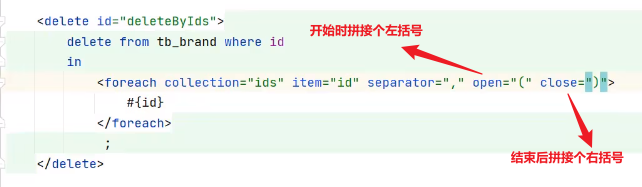 <delete id="deleteByIds">
开始时拼接个左括号
delete from tb_brand where id
in
<foreach collection="ids" item="id" separator="," open="(" close=")">
#{id}
</foreach>
;
结束后拼接个右括号
</delete>